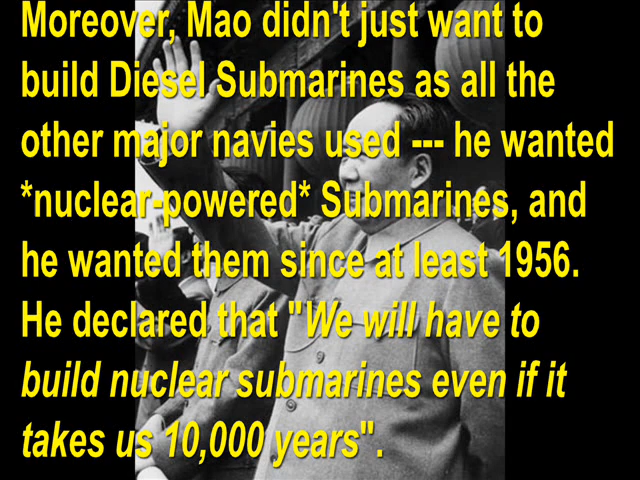 Moreover, Mao didn't just want to
build Diesel Submarines as all the
other major navies used --- he wanted
*nuclear-powered* Submarines, and
he wanted them since at least 1956.
He declared that "We will have to
build nuclear submarines even if it
takes us 10,000 years".